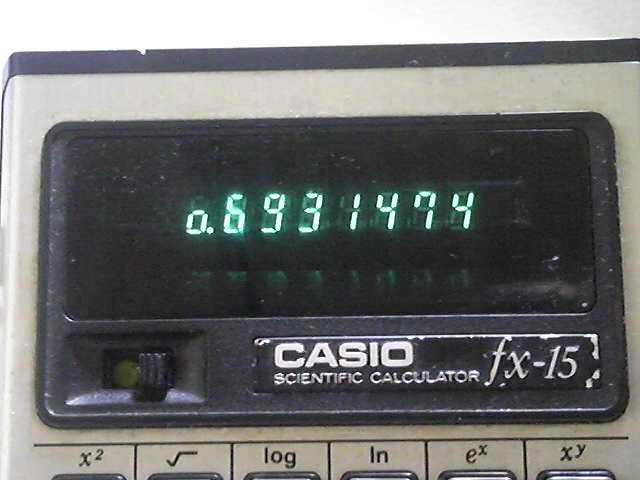 0.6931474
CASIO
SCIENTIFIC CALCULATOR fx-15
x² √ log ln eˣ xʸ